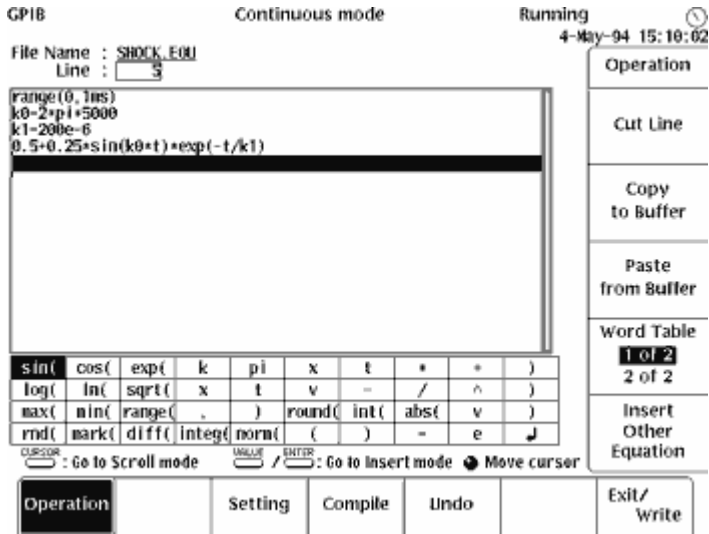 GPIB Continuous mode Running
4-May-94 15:10:02
File Name : SHOCK.EQU
Line : 5
range(0,1ms)
k0=2*pi*5000
k1=200e-6
0.5+0.25*sin(k0*t)*exp(-t/k1)
sin( cos( exp( k pi x t * + )
log( ln( sqrt( x t v - / ^ )
max( min( range( , ) round( int( abs( v )
rnd( mark( diff( integ( norm( ( ) = e ↲
CURSOR : Go to Scroll mode VALUE / ENTER : Go to Insert mode Move cursor
Operation
Cut Line
Copy
to Buffer
Paste
from Buffer
Word Table
1 of 2
2 of 2
Insert
Other
Equation
Operation Setting Compile Undo Exit/
Write